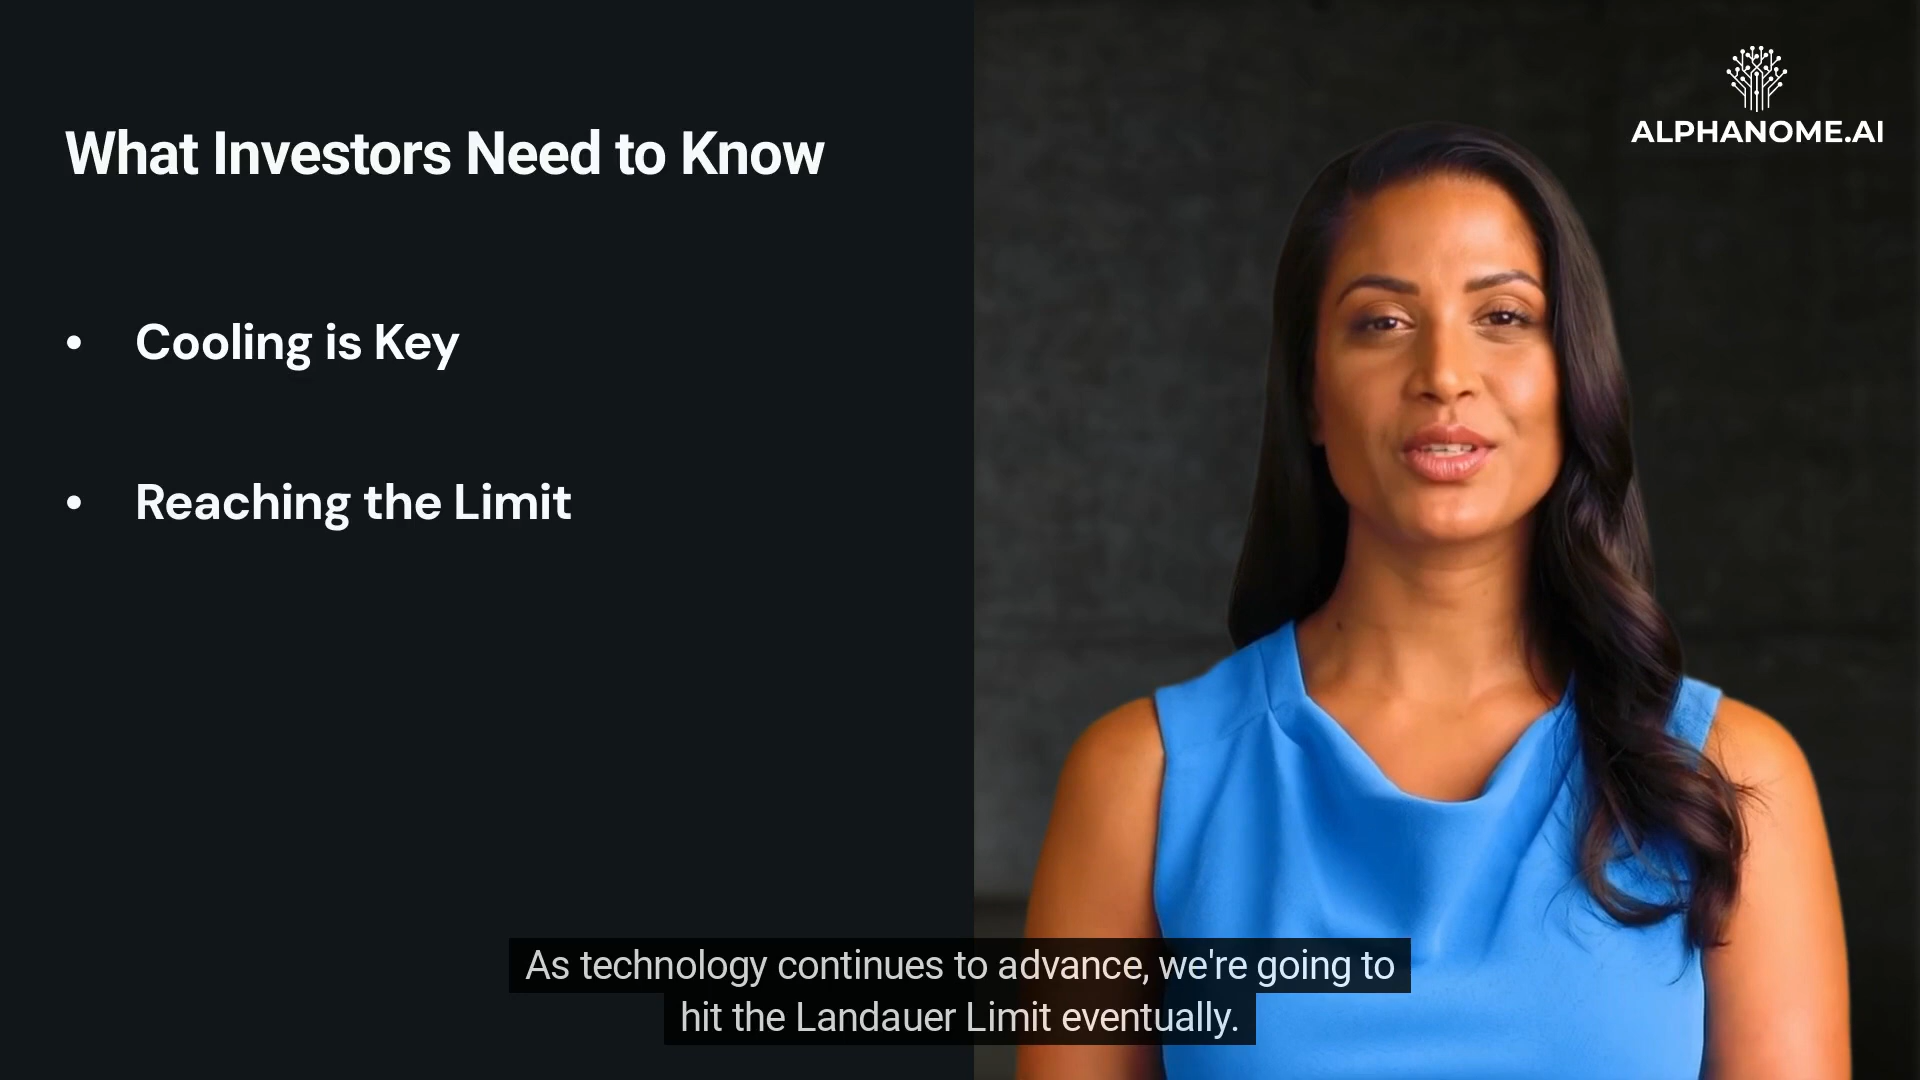 ALPHANOME.AI
What Investors Need to Know
• Cooling is Key
• Reaching the Limit
As technology continues to advance, we're going to
hit the Landauer Limit eventually.